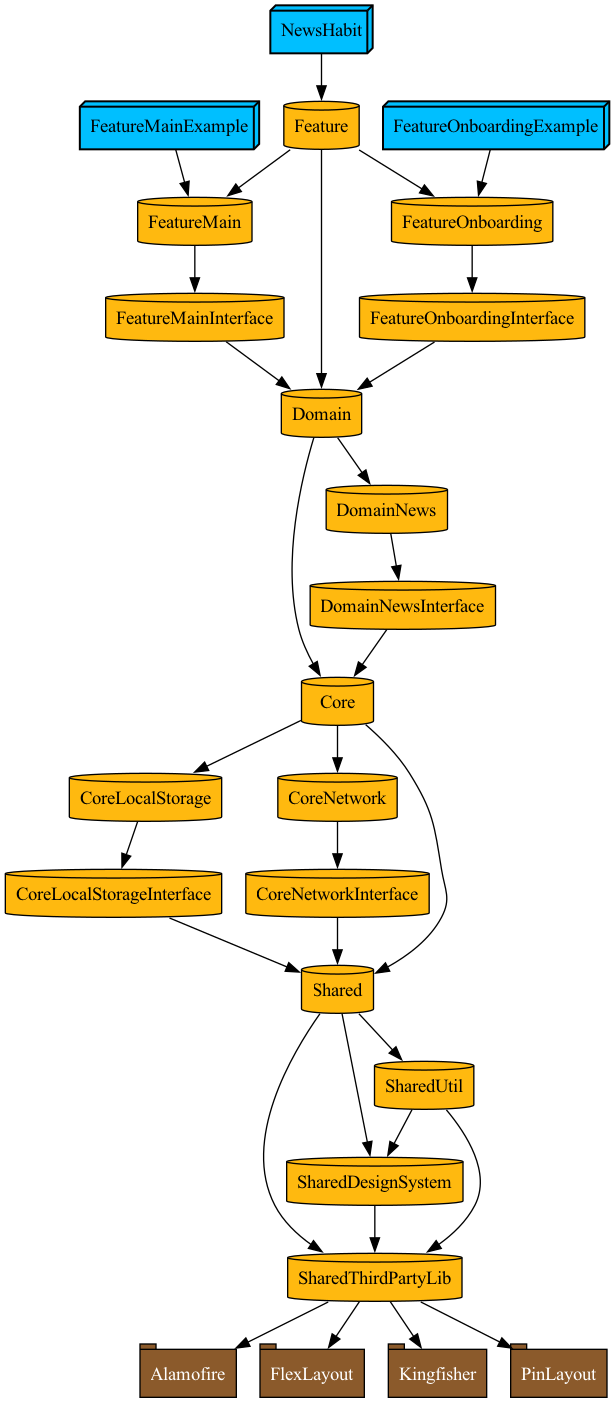 NewsHabit
Feature
FeatureMainExample
FeatureOnboardingExample
FeatureMain
FeatureOnboarding
FeatureMainInterface
FeatureOnboardingInterface
Domain
DomainNews
DomainNewsInterface
Core
CoreLocalStorage
CoreNetwork
CoreLocalStorageInterface
CoreNetworkInterface
Shared
SharedUtil
SharedDesignSystem
SharedThirdPartyLib
Alamofire
FlexLayout
Kingfisher
PinLayout